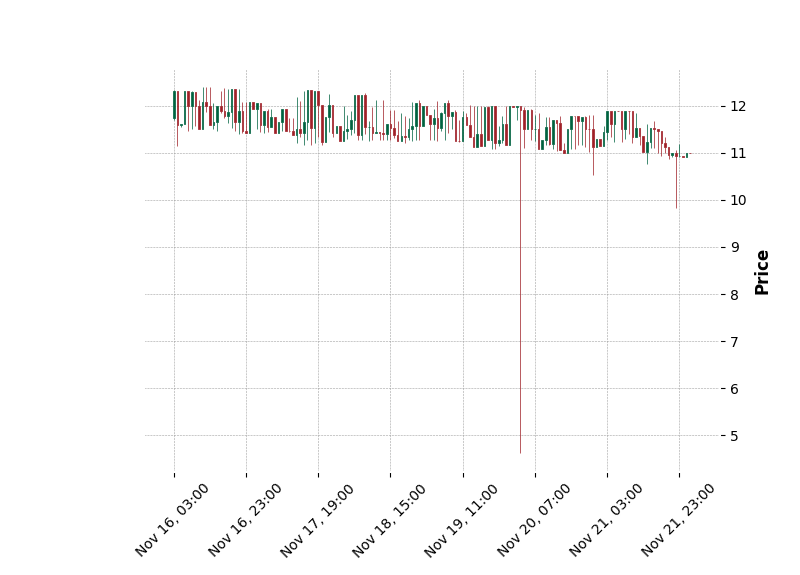 12
11
10
9
8
7
6
5
Price
Nov 16, 03:00
Nov 16, 23:00
Nov 17, 19:00
Nov 18, 15:00
Nov 19, 11:00
Nov 20, 07:00
Nov 21, 03:00
Nov 21, 23:00